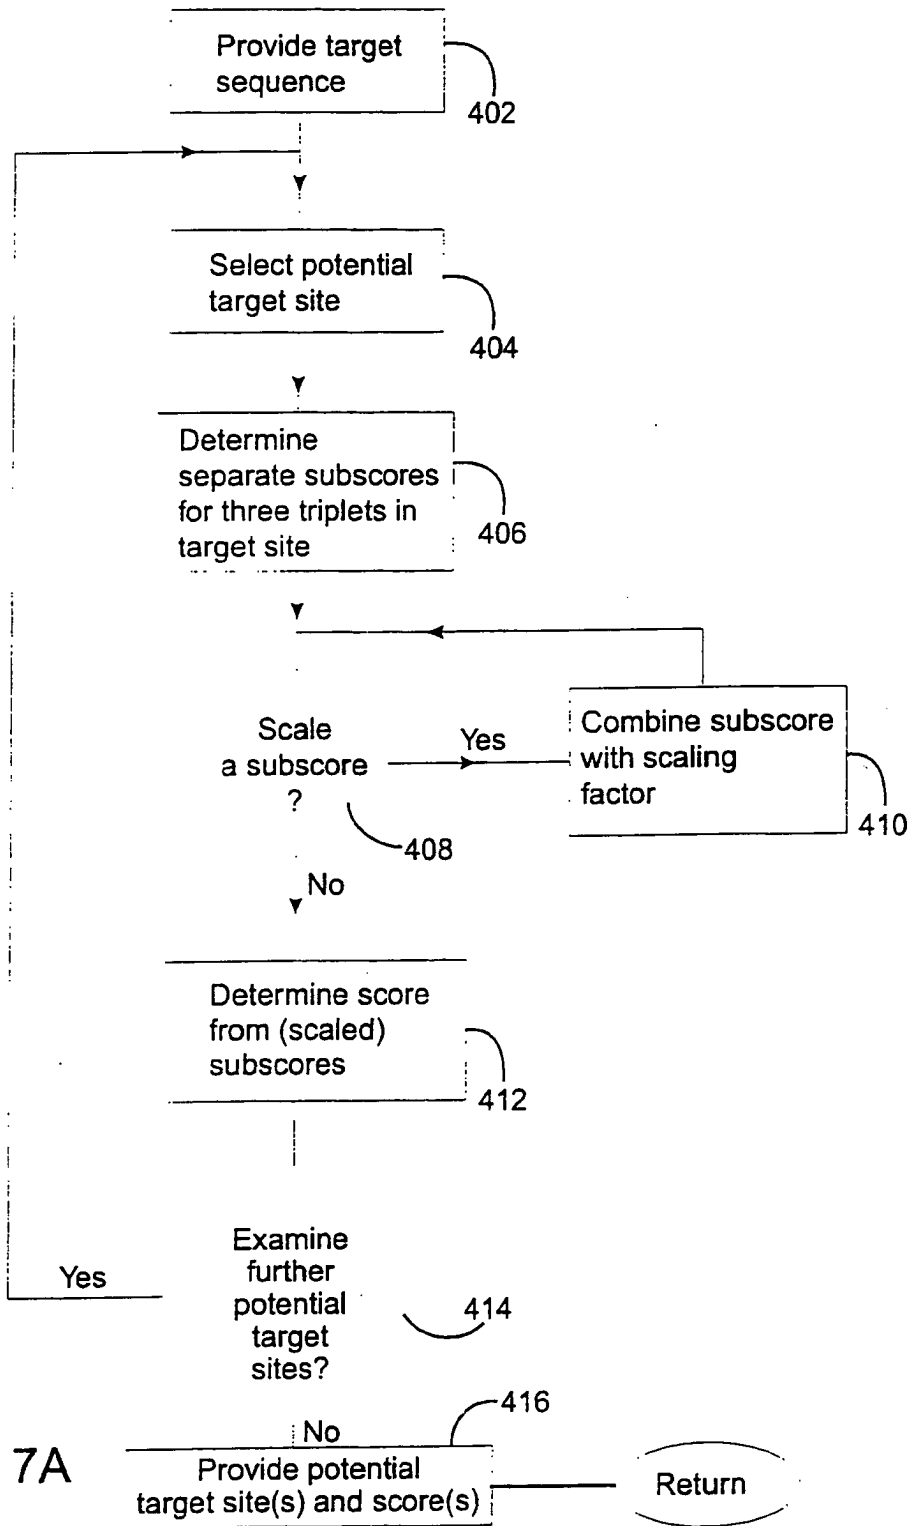 Provide target
sequence
402
Select potential
target site
404
Determine
separate subscores
for three triplets in
target site
406
Scale
a subscore
?
Yes
408
Combine subscore
with scaling
factor
410
No
Determine score
from (scaled)
subscores
412
Examine
further
potential
target
sites?
Yes
414
416
No
7A
Provide potential
target site(s) and score(s)
Return